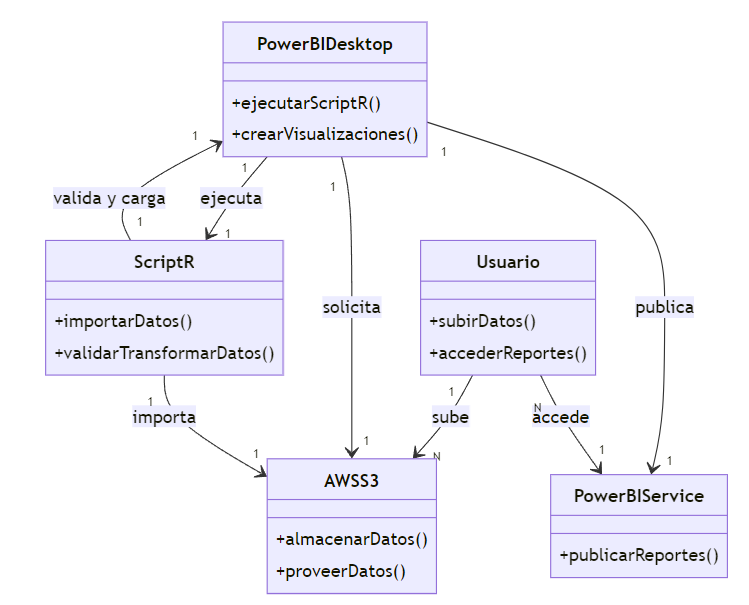 PowerBIDesktop
+ejecutarScriptR()
+crearVisualizaciones()
1
1
1
1
1
valida y carga
ejecuta
1
1
ScriptR
+importarDatos()
+validarTransformarDatos()
Usuario
+subirDatos()
+accederReportes()
solicita
publica
1
importa
1
sube
N
accede
1
1
N
1
1
AWSS3
+almacenarDatos()
+proveerDatos()
PowerBIService
+publicarReportes()